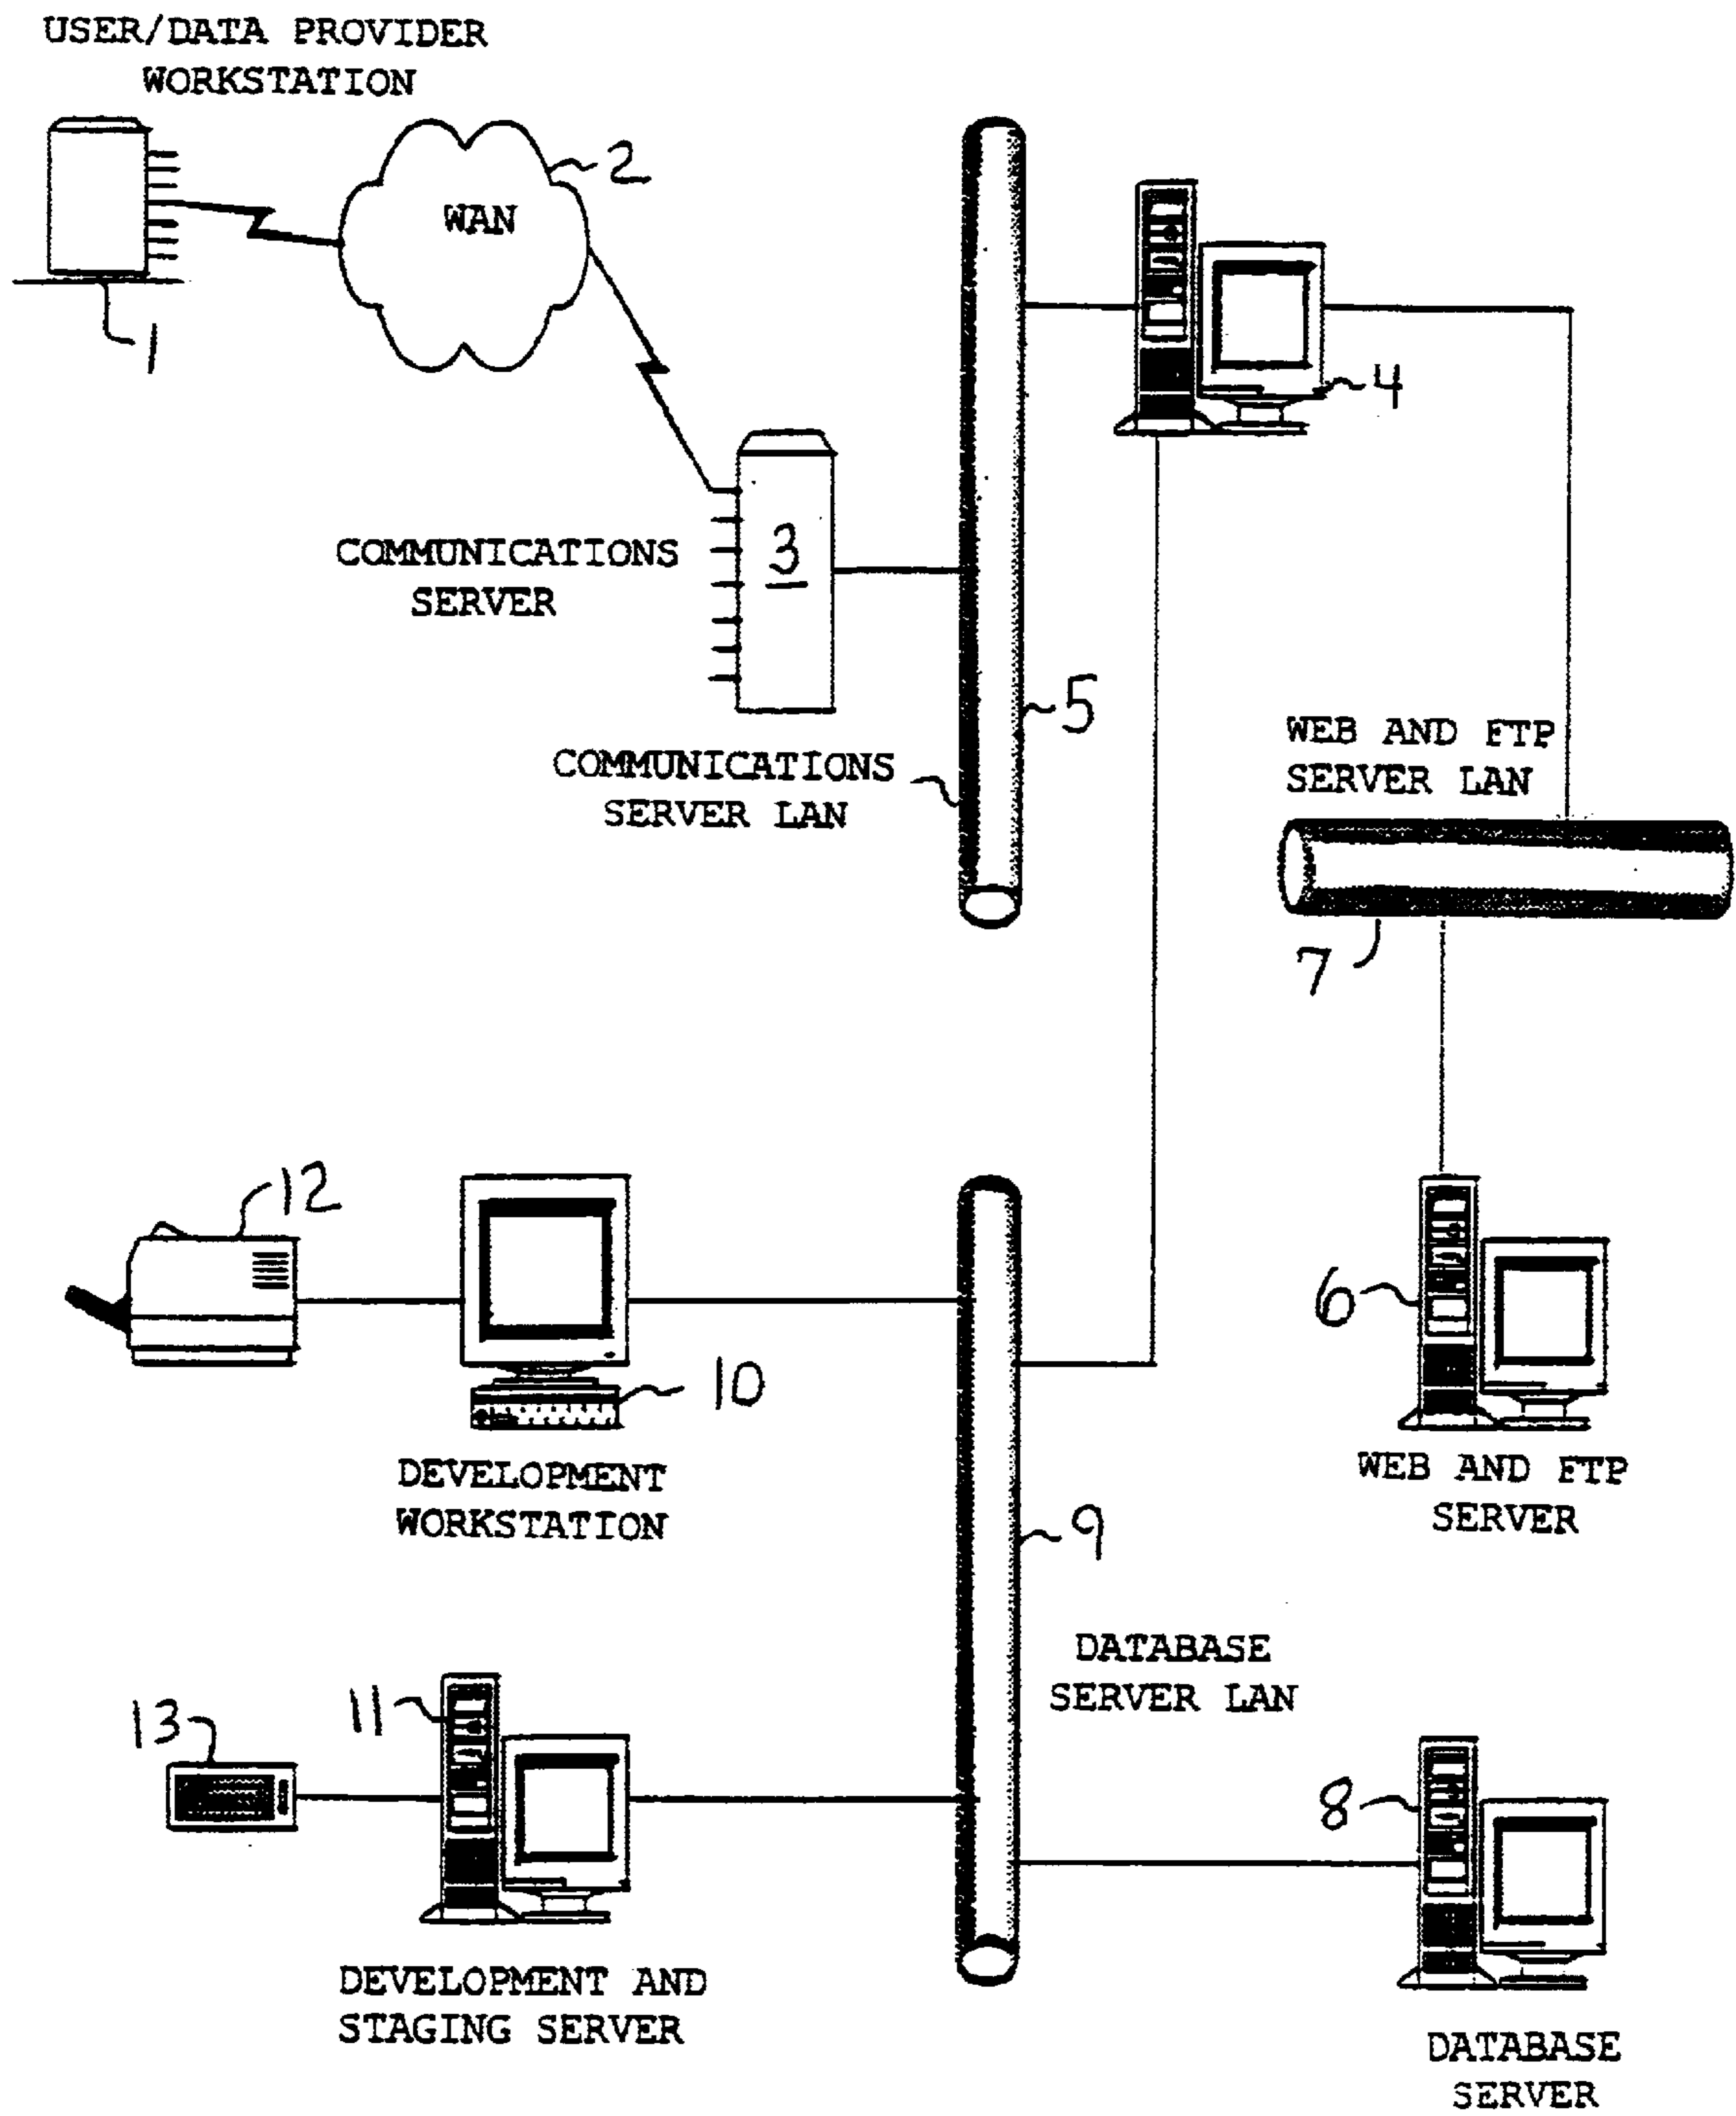 USER/DATA PROVIDER
WORKSTATION
1
WAN
2
COMMUNICATIONS
SERVER
3
4
5
COMMUNICATIONS
SERVER LAN
WEB AND FTP
SERVER LAN
7
12
10
DEVELOPMENT
WORKSTATION
6
WEB AND FTP
SERVER
9
DATABASE
SERVER LAN
13
11
DEVELOPMENT AND
STAGING SERVER
8
DATABASE
SERVER